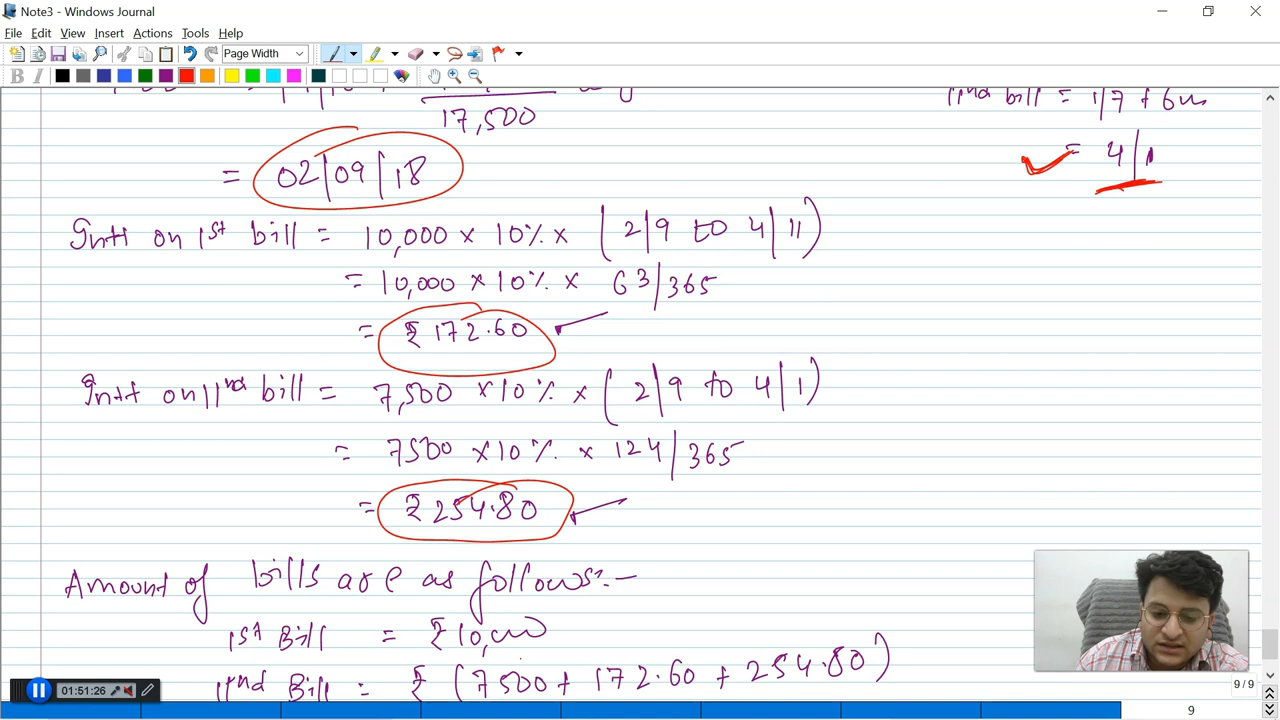 Note3 - Windows Journal
File Edit View Insert Actions Tools Help
Page Width
B I
17,500
IInd bill = 1/7 + 6m
= 02/09/18
= 4/1
Intt on 1st bill = 10,000 × 10% × (2/9 to 4/11)
= 10,000 × 10% × 63/365
= ₹172.60
Intt on IInd bill = 7,500 × 10% × (2/9 to 4/1)
= 7500 × 10% × 124/365
= ₹254.80
Amount of bills are as follows:-
1st Bill = ₹10,000
IInd Bill = ₹ (7500 + 172.60 + 254.80)
01:51:26
9/9
9